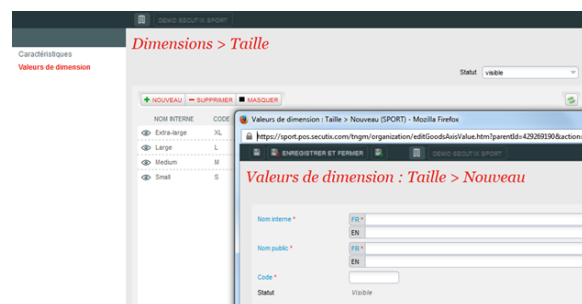 DEMO SECUTIX SPORT
Dimensions > Taille
Caractéristiques
Valeurs de dimension
Statut visible
NOUVEAU SUPPRIMER MASQUER
NOM INTERNE CODE
Extra-large XL
Large L
Medium M
Small S
Valeurs de dimension : Taille > Nouveau (SPORT) - Mozilla Firefox
https://sport.pos.secutix.com/tngm/organization/editGoodsAxisValue.htm?parentId=429269190&action=
ENREGISTRER ET FERMER DEMO SECUTIX SPORT
Valeurs de dimension : Taille > Nouveau
Nom interne * FR *
EN
Nom public * FR *
EN
Code *
Statut Visible